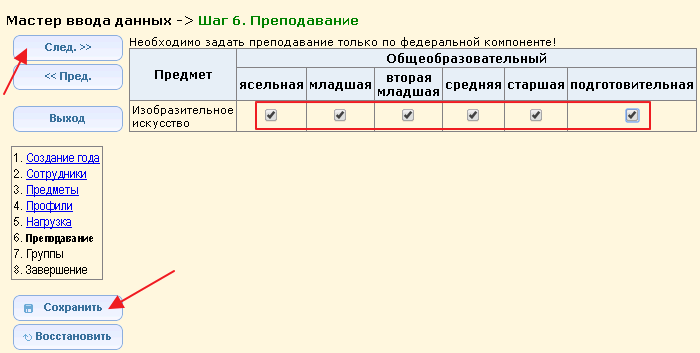 Мастер ввода данных -> Шаг 6. Преподавание
След. >>
<< Пред.
Выход
1. Создание года
2. Сотрудники
3. Предметы
4. Профили
5. Нагрузка
6. Преподавание
7. Группы
8. Завершение
Сохранить
Восстановить
Необходимо задать преподавание только по федеральной компоненте!
Предмет
Общеобразовательный
ясельная
младшая
вторая
младшая
средняя
старшая
подготовительная
Изобразительное
искусство